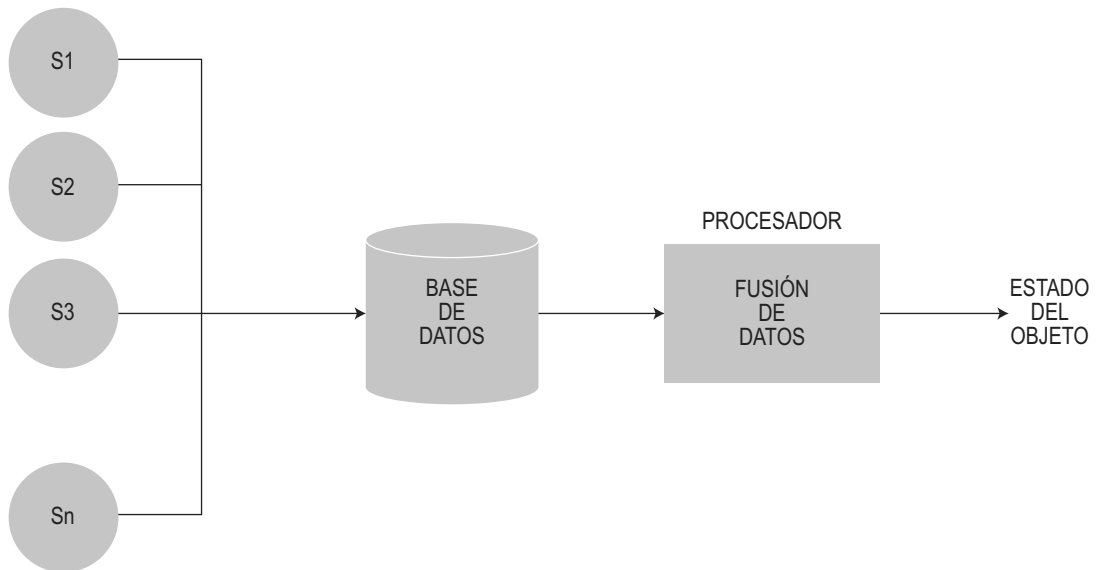 S1
S2
S3
Sn
BASE
DE
DATOS
PROCESADOR
FUSIÓN
DE
DATOS
ESTADO
DEL
OBJETO